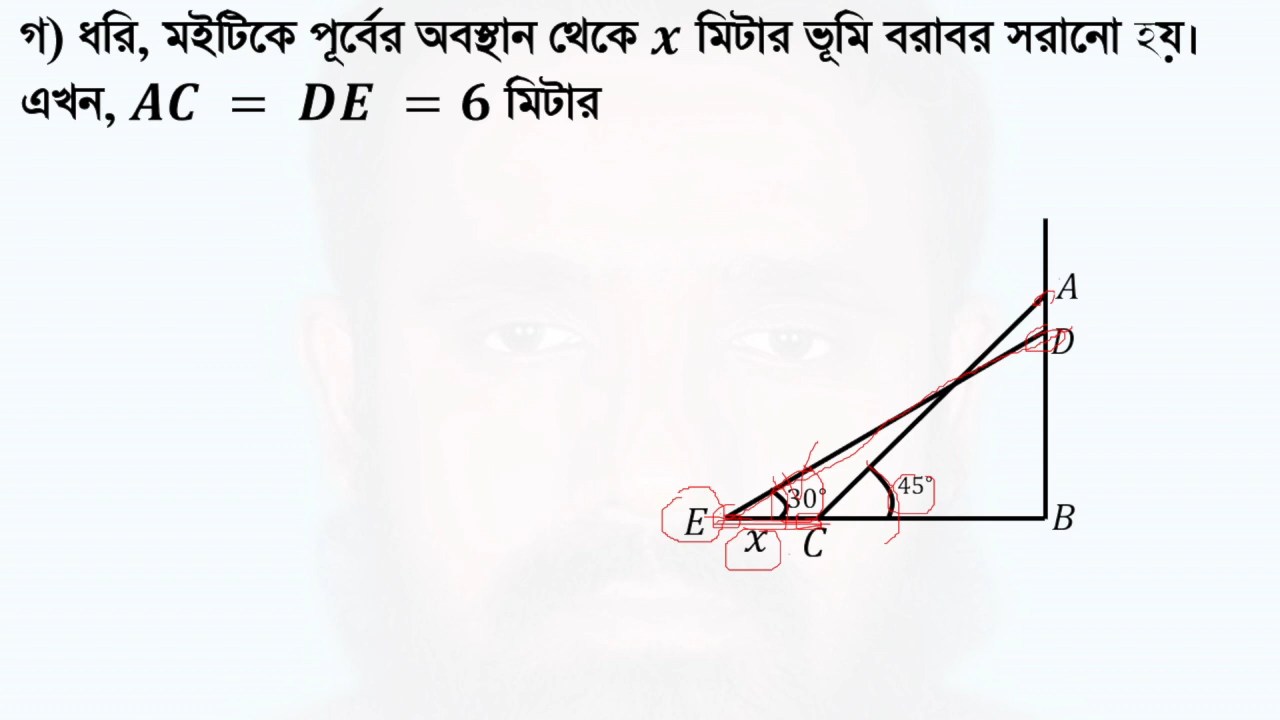 গ) ধরি, মইটিকে পূর্বের অবস্থান থেকে x মিটার ভূমি বরাবর সরানো হয়।
এখন, AC = DE = 6 মিটার
A
D
45°
30°
E
B
x
C